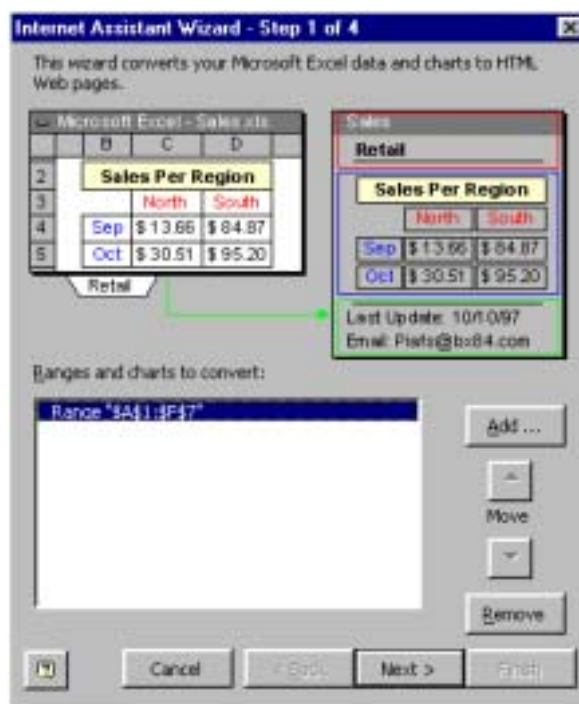 Internet Assistant Wizard - Step 1 of 4
This wizard converts your Microsoft Excel data and charts to HTML
Web pages.
Microsoft Excel - Sales.xls
B C D
2 Sales Per Region
3 North South
4 Sep $ 13.66 $ 84.87
5 Oct $ 30.51 $ 95.20
Retail
Sales
Retail
Sales Per Region
North South
Sep $ 13.66 $ 84.87
Oct $ 30.51 $ 95.20
Last Update: 10/10/97
Email:
Ranges and charts to convert:
Range "$A$1:$F$7"
Add ...
Move
Remove
Cancel
< Back
Next >
Finish